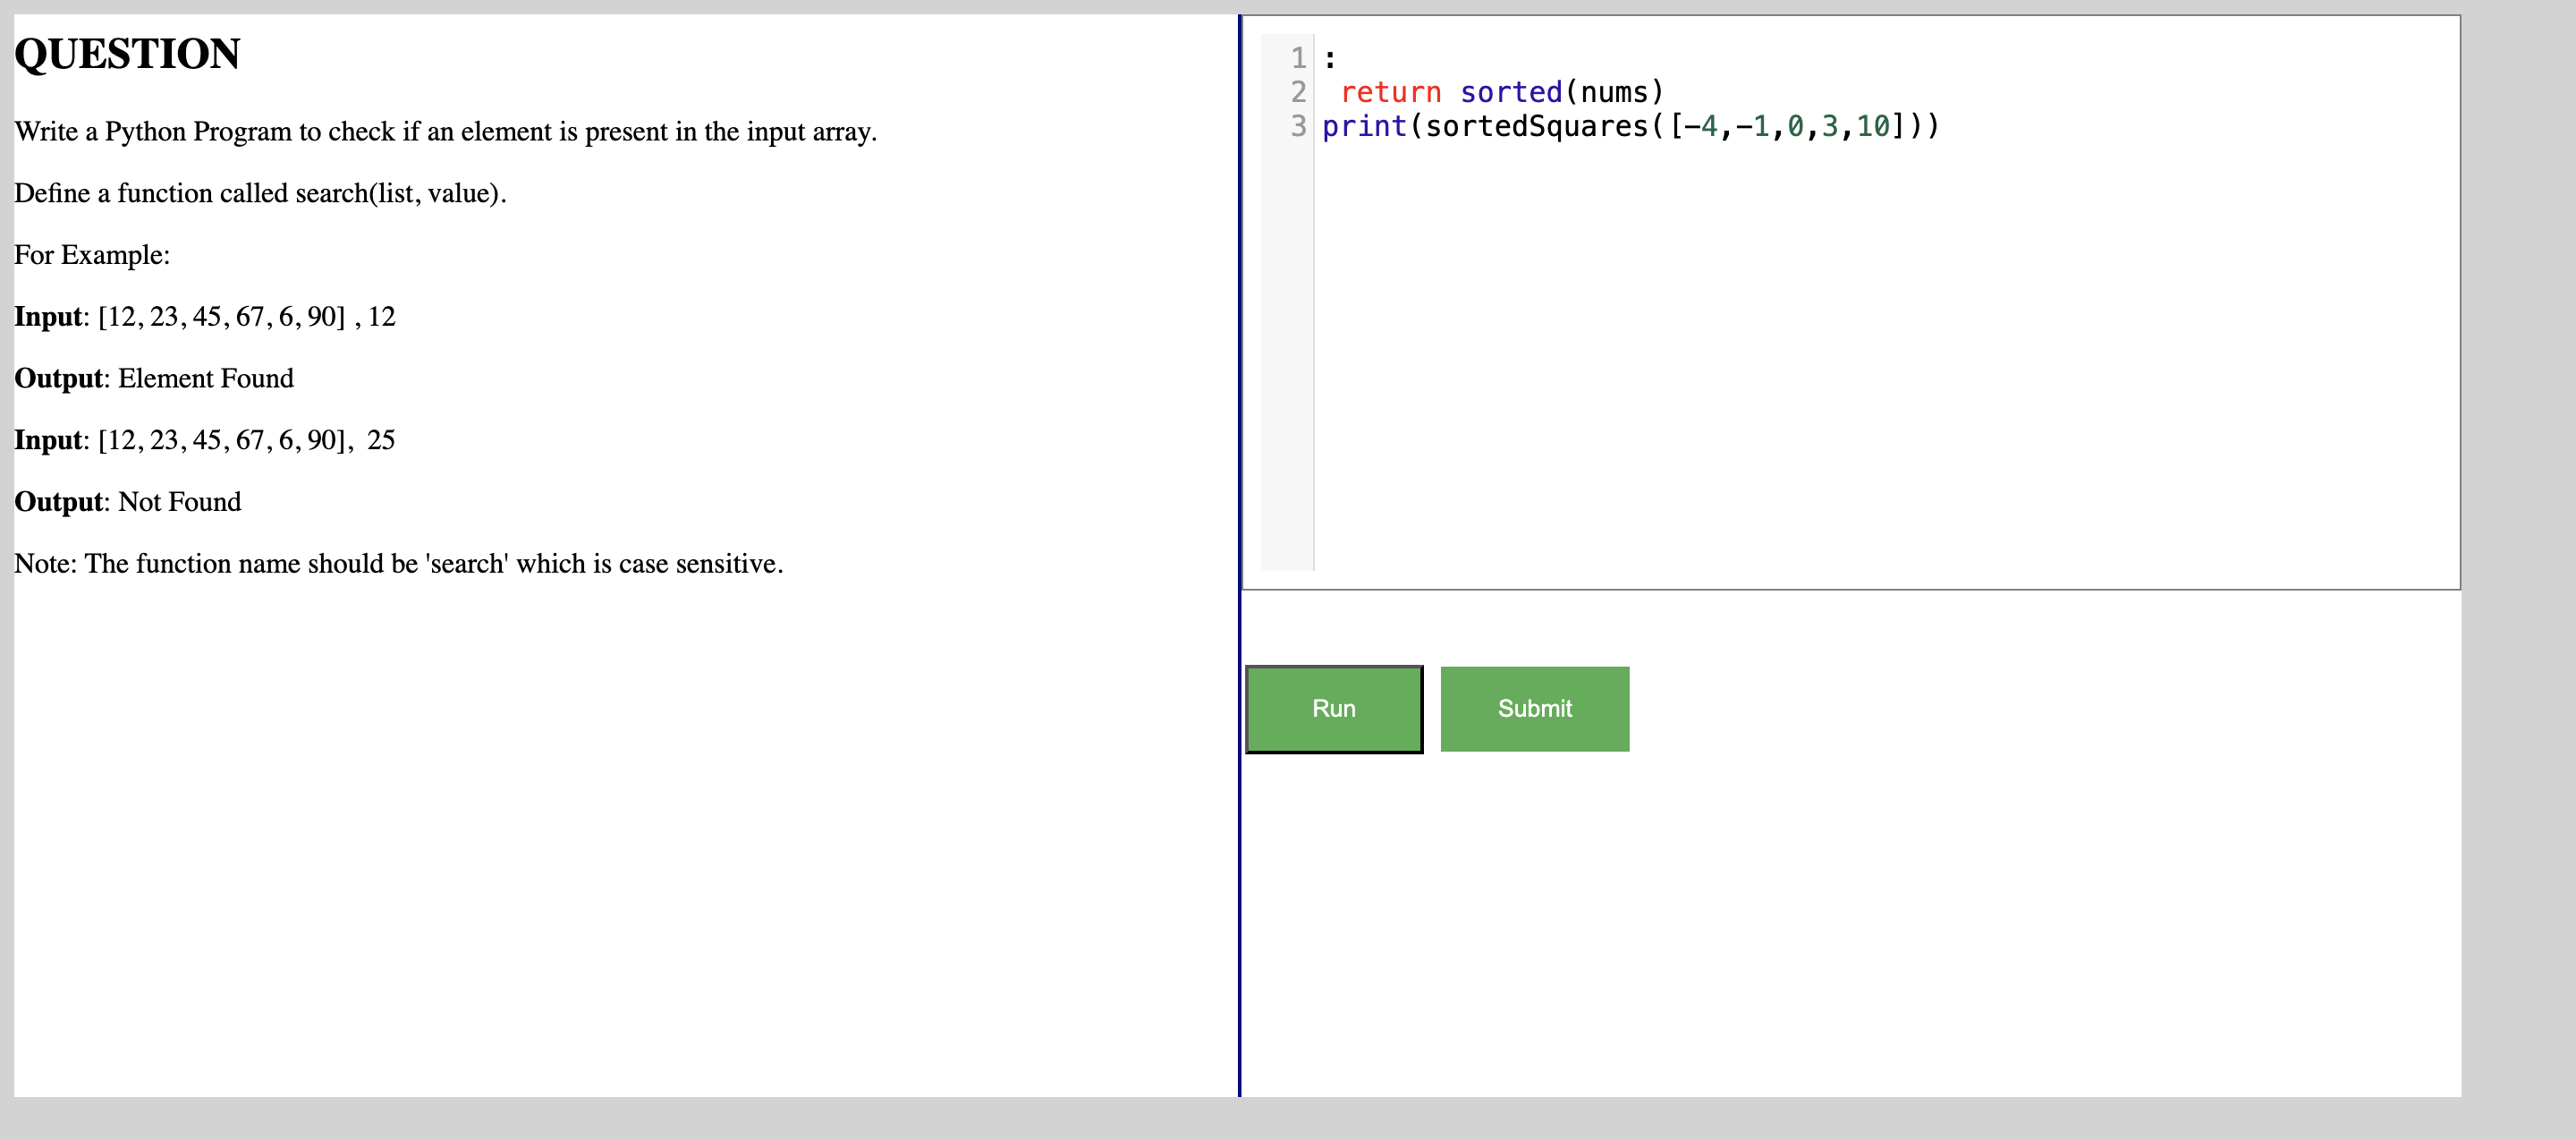 QUESTION
Write a Python Program to check if an element is present in the input array.
Define a function called search(list, value).
For Example:
Input: [12, 23, 45, 67, 6, 90] , 12
Output: Element Found
Input: [12, 23, 45, 67, 6, 90],  25
Output: Not Found
Note: The function name should be 'search' which is case sensitive.
1 :
2  return sorted(nums)
3 print(sortedSquares([-4,-1,0,3,10]))
Run Submit